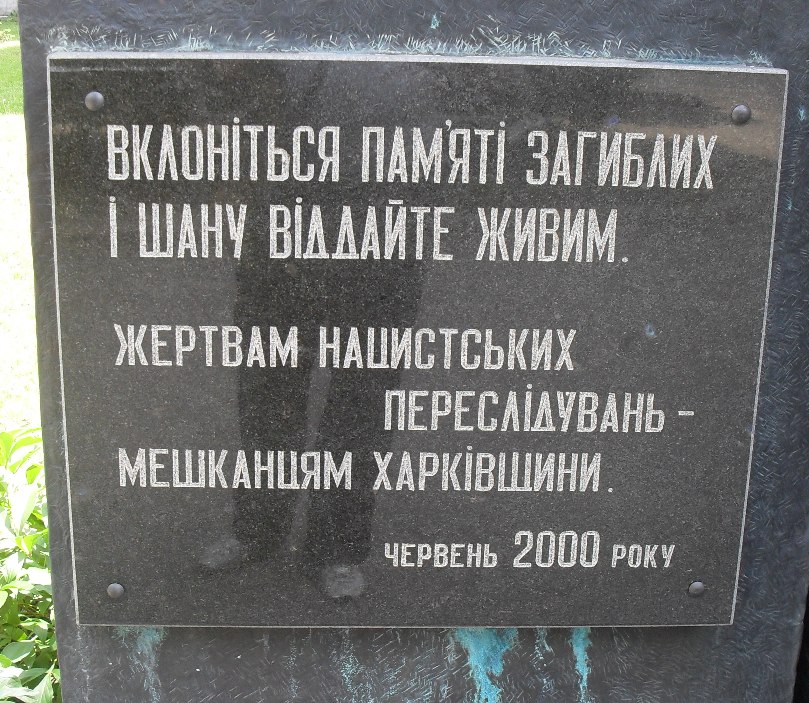 ВКЛОНІТЬСЯ ПАМ'ЯТІ ЗАГИБЛИХ
І ШАНУ ВІДДАЙТЕ ЖИВИМ.
ЖЕРТВАМ НАЦИСТСЬКИХ
ПЕРЕСЛІДУВАНЬ –
МЕШКАНЦЯМ ХАРКІВЩИНИ.
ЧЕРВЕНЬ 2000 РОКУ